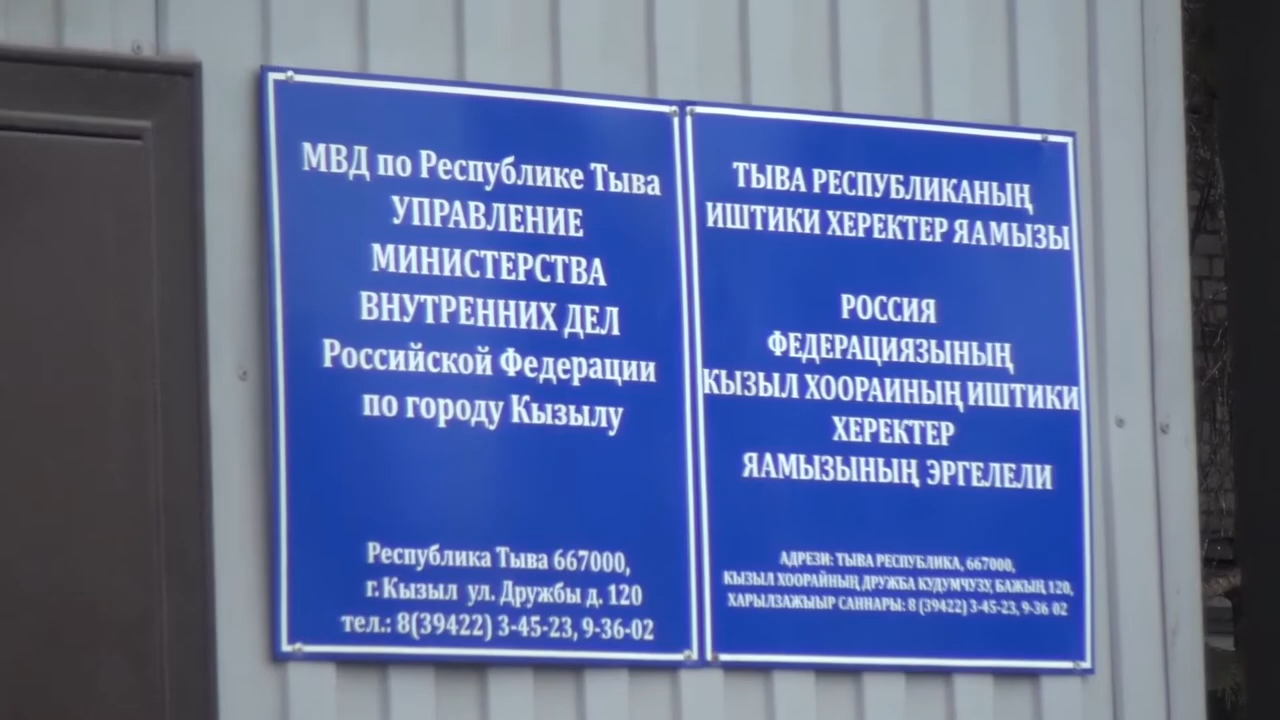 МВД по Республике Тыва
УПРАВЛЕНИЕ
МИНИСТЕРСТВА
ВНУТРЕННИХ ДЕЛ
Российской Федерации
по городу Кызылу
Республика Тыва 667000,
г.Кызыл ул. Дружбы д. 120
тел.: 8(39422) 3-45-23, 9-36-02
ТЫВА РЕСПУБЛИКАНЫӉ
ИШТИКИ ХЕРЕКТЕР ЯАМЫЗЫ
РОССИЯ
ФЕДЕРАЦИЯЗЫНЫҢ
КЫЗЫЛ ХООРАИНЫҢ ИШТИКИ
ХЕРЕКТЕР
ЯАМЫЗЫНЫҢ ЭРГЕЛЕЛИ
АДРЕЗИ: ТЫВА РЕСПУБЛИКА, 667000,
КЫЗЫЛ ХООРАЙНЫҢ ДРУЖБА КУДУМЧУЗУ, БАЖЫҢ 120,
ХАРЫЛЗАЖЫЫР САННАРЫ: 8 (39422) 3-45-23, 9-36 02